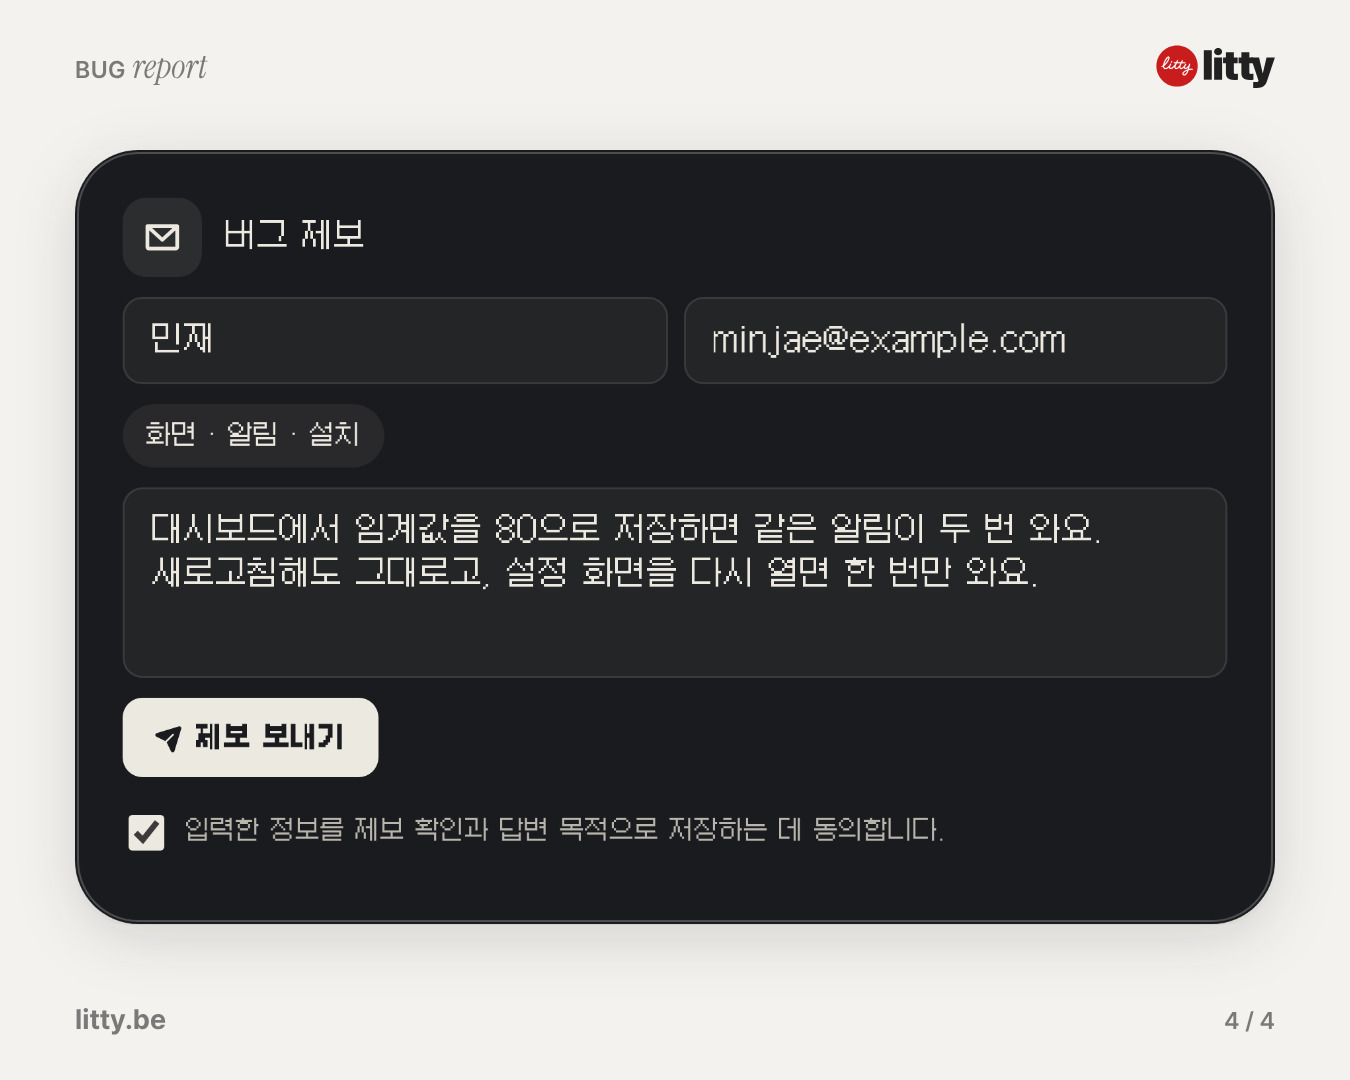 BUG report
litty litty
버그 제보
민재
minjae@example.com
화면 · 알림 · 설치
대시보드에서 임계값을 80으로 저장하면 같은 알림이 두 번 와요.
새로고침해도 그대로고, 설정 화면을 다시 열면 한 번만 와요.
제보 보내기
입력한 정보를 제보 확인과 답변 목적으로 저장하는 데 동의합니다.
litty.be
4 / 4